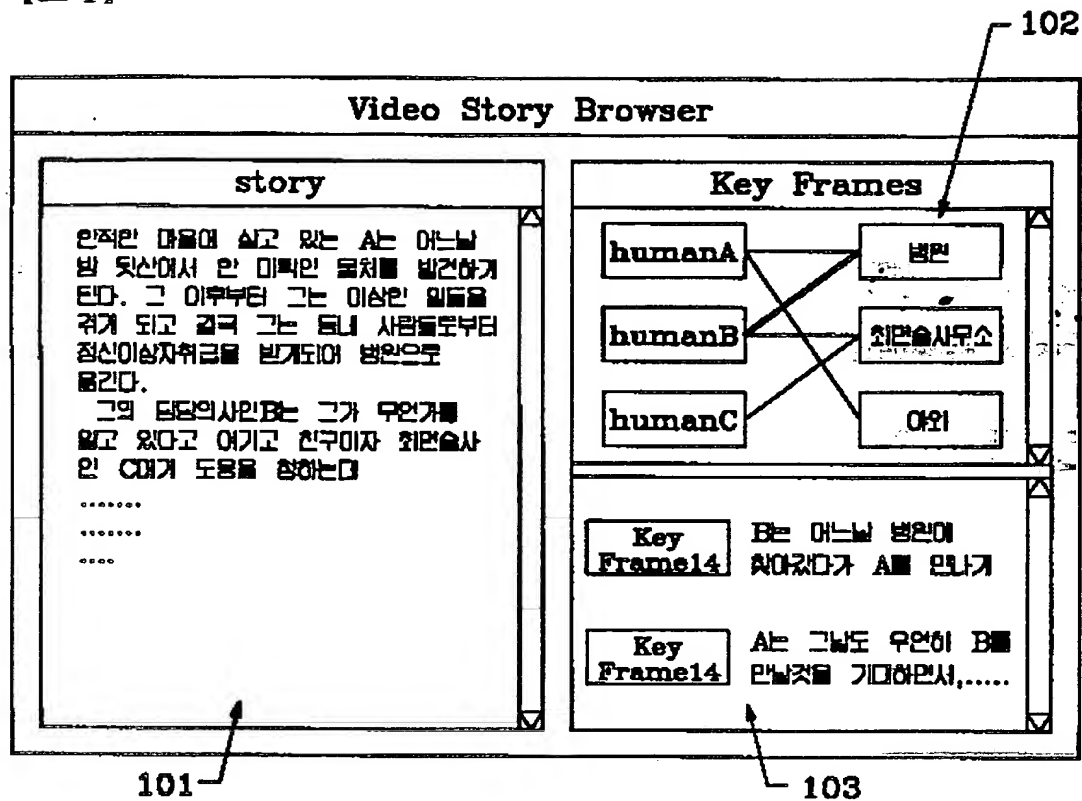 102
Video Story Browser
story
한적한 마을에 살고 있는 A는 어느날
밤 뒷산에서 한 미확인 물체를 발견하게
된다. 그 이후부터 그는 이상한 일들을
겪게 되고 결국 그는 동네 사람들로부터
정신이상자취급을 받게되어 병원으로
옮긴다.
그의 담당의사인B는 그가 무언가를
알고 있다고 여기고 친구이자 최면술사
인 C에게 도움을 청하는데
.......
.......
....
Key Frames
humanA
병원
humanB
최면술사무소
humanC
야외
Key
Frame14
B는 어느날 병원에
찾아갔다가 A를 만나게
Key
Frame14
A는 그날도 우연히 B를
만날것을 기대하면서,.....
101
103